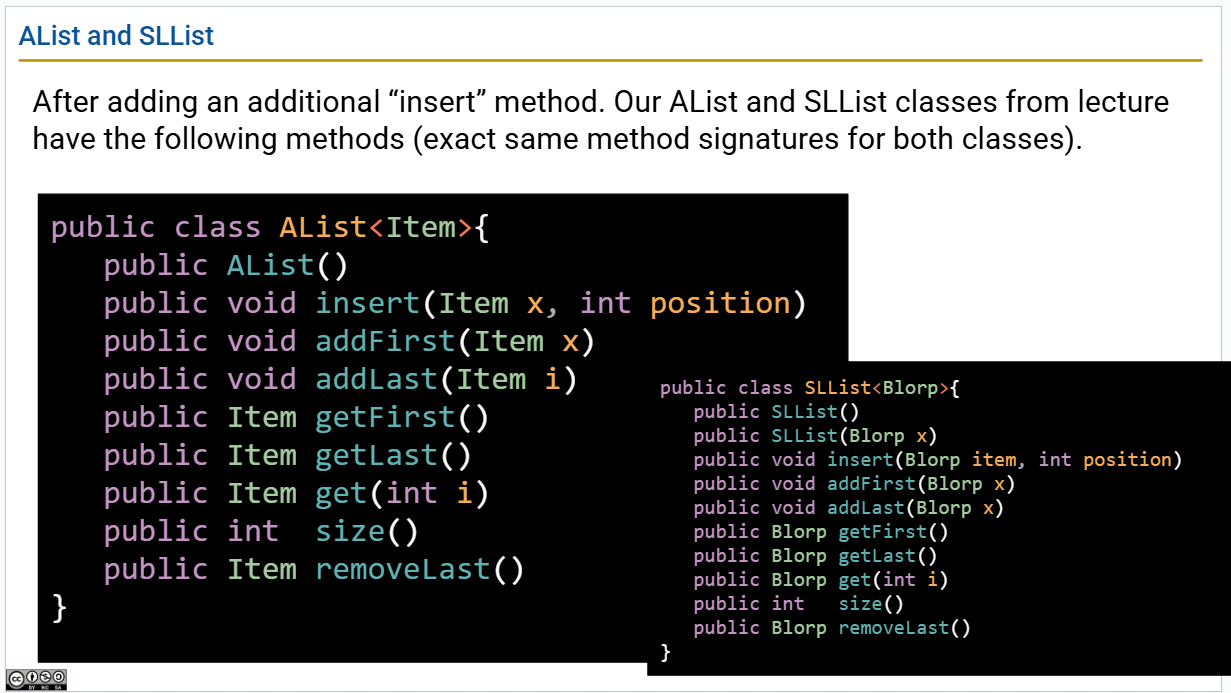 AList and SLList
After adding an additional “insert” method. Our AList and SLList classes from lecture
have the following methods (exact same method signatures for both classes).
public class AList<Item>{
public AList()
public void insert(Item x, int position)
public void addFirst(Item x)
public void addLast(Item i)
public Item getFirst()
public Item getLast()
public Item get(int i)
public int  size()
public Item removeLast()
}
public class SLList<Blorp>{
public SLList()
public SLList(Blorp x)
public void insert(Blorp item, int position)
public void addFirst(Blorp x)
public void addLast(Blorp x)
public Blorp getFirst()
public Blorp getLast()
public Blorp get(int i)
public int   size()
public Blorp removeLast()
}
cc
BY NC SA